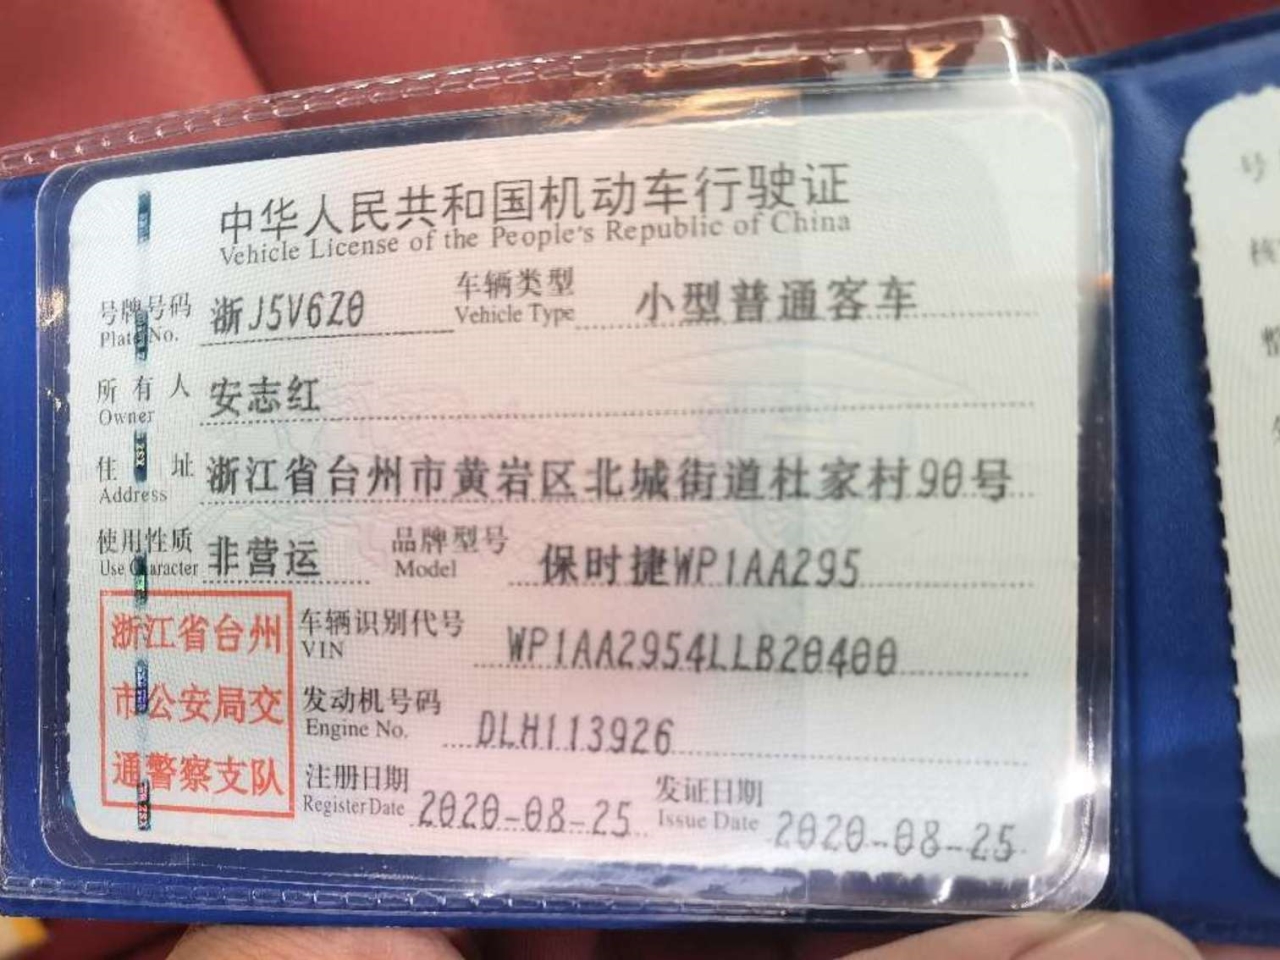 中华人民共和国机动车行驶证
Vehicle License of the People's Republic of China
号牌号码 浙J5V6Z0 车辆类型 小型普通客车
Plate No. Vehicle Type
所有人 安志红
Owner
住址 浙江省台州市黄岩区北城街道杜家村90号
Address
使用性质 非营运 品牌型号 保时捷WP1AA295
Use Character Model
浙江省台州
市公安局交
通警察支队
车辆识别代号 WP1AA2954LLB20400
VIN
发动机号码 DLH113926
Engine No.
注册日期 2020-08-25 发证日期 2020-08-25
Register Date Issue Date
号
核